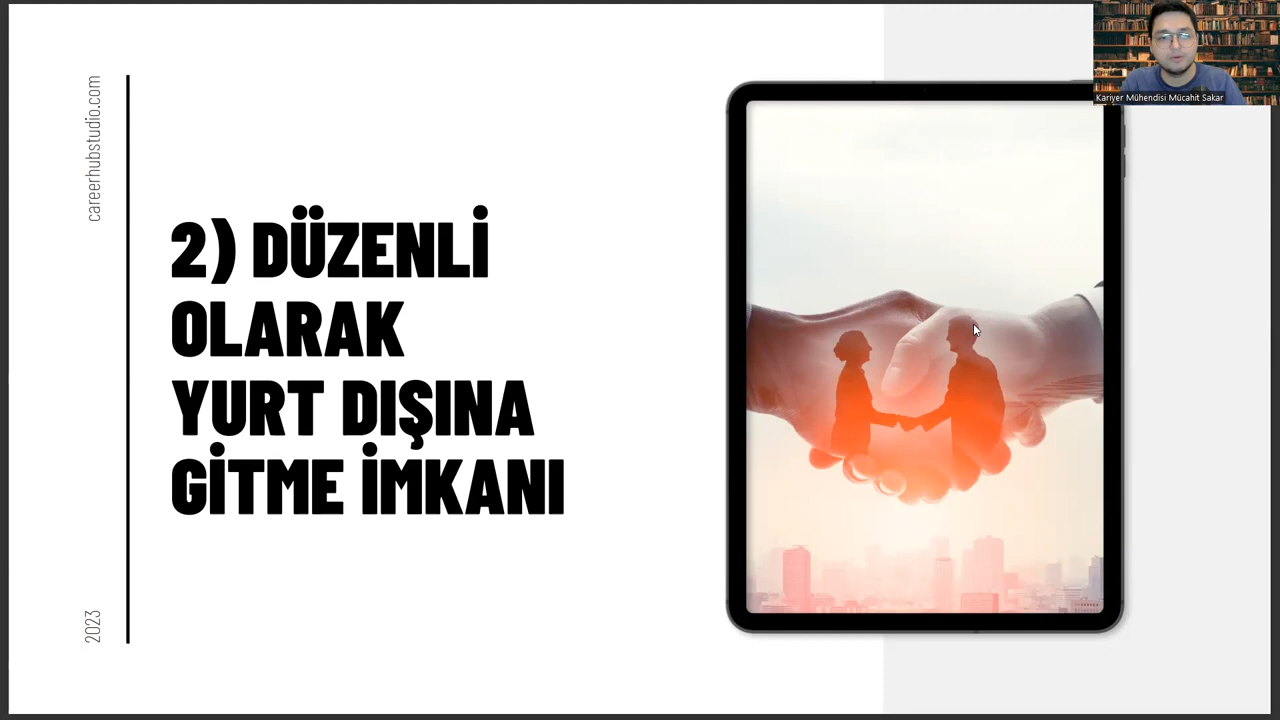 careerhubstudio.com
2) DÜZENLİ
OLARAK
YURT DIŞINA
GİTME İMKANI
2023
Kariyer Mühendisi Mücahit Sakar